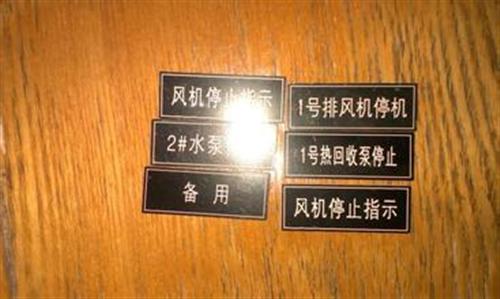 风机停止指示
1号排风机停机
2#水泵
1号热回收泵停止
备用
风机停止指示